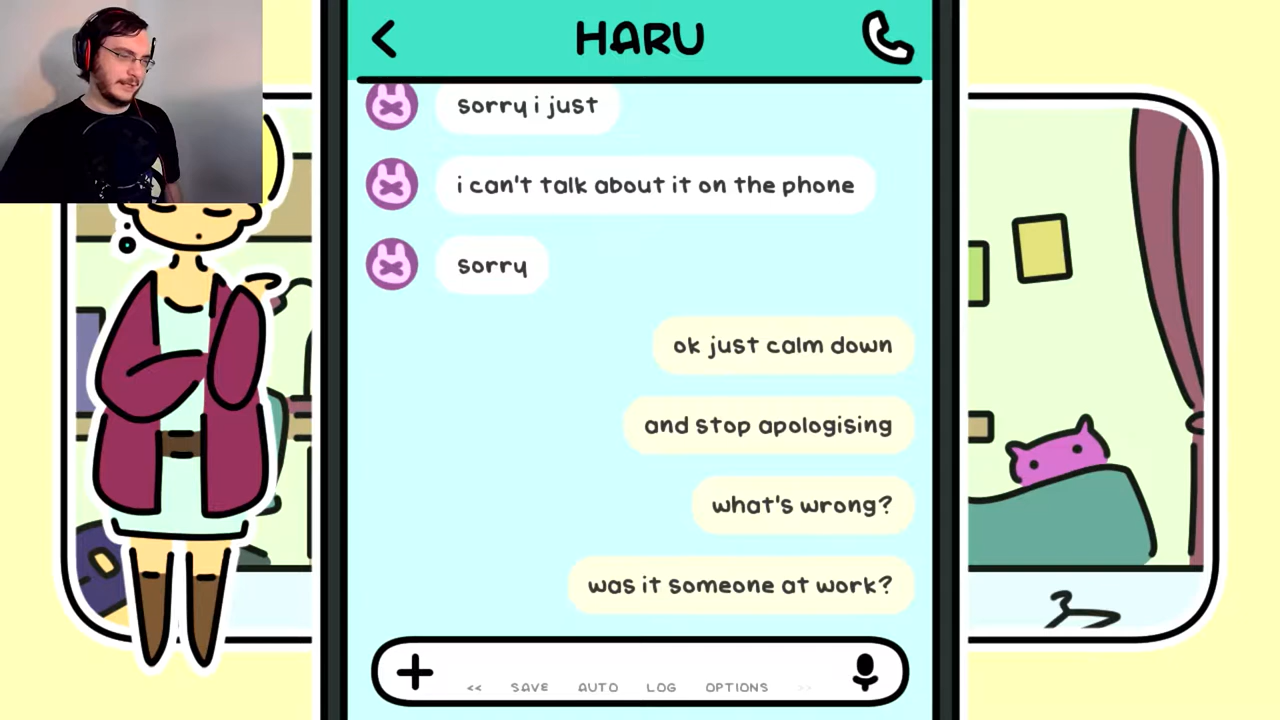 HARU
sorry i just
i can't talk about it on the phone
sorry
ok just calm down
and stop apologising
what's wrong?
was it someone at work?
<< SAVE AUTO LOG OPTIONS >>